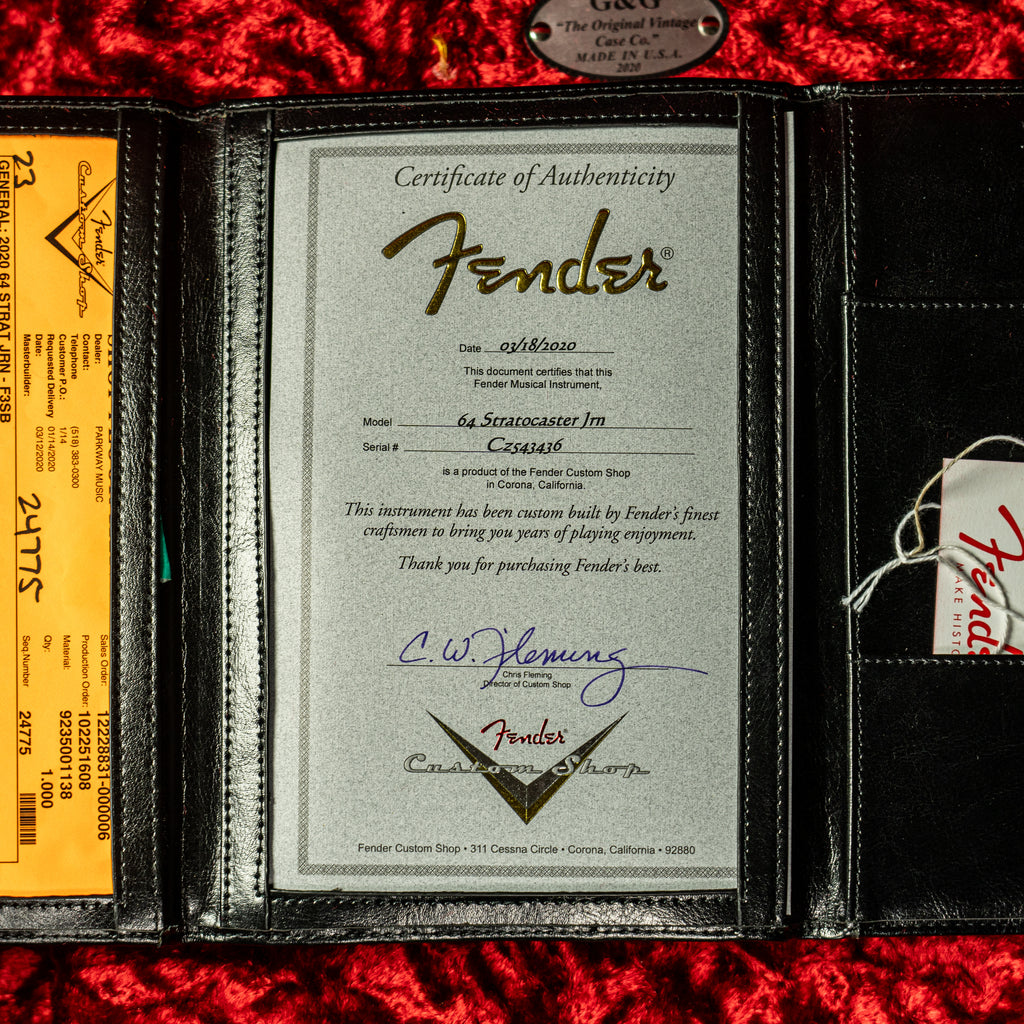 G&G
"The Original Vintage
Case Co."
MADE IN U.S.A.
2020
Certificate of Authenticity
Fender®
Date 03/18/2020
This document certifies that this
Fender Musical Instrument,
Model 64 Stratocaster Jrn
Serial # CZ543436
is a product of the Fender Custom Shop
in Corona, California.
This instrument has been custom built by Fender's finest
craftsmen to bring you years of playing enjoyment.
Thank you for purchasing Fender's best.
C. W. Fleming
Chris Fleming
Director of Custom Shop
Fender
Custom Shop
Fender Custom Shop • 311 Cessna Circle • Corona, California • 92880
Fender
Custom Shop
Dealer: PARKWAY MUSIC
Contact:
Telephone (518) 383-0300
Customer P.O.: 1/14
Requested Delivery 01/14/2020
Date: 03/12/2020
Masterbuilder:
Sales Order: 12228831-000006
Production Order: 102251608
Material: 9235001138
Qty: 1.000
Seq.Number 24775
23
24775
GENERAL: 2020 64 STRAT JRN - F3SB
Fend
MAKE HISTO